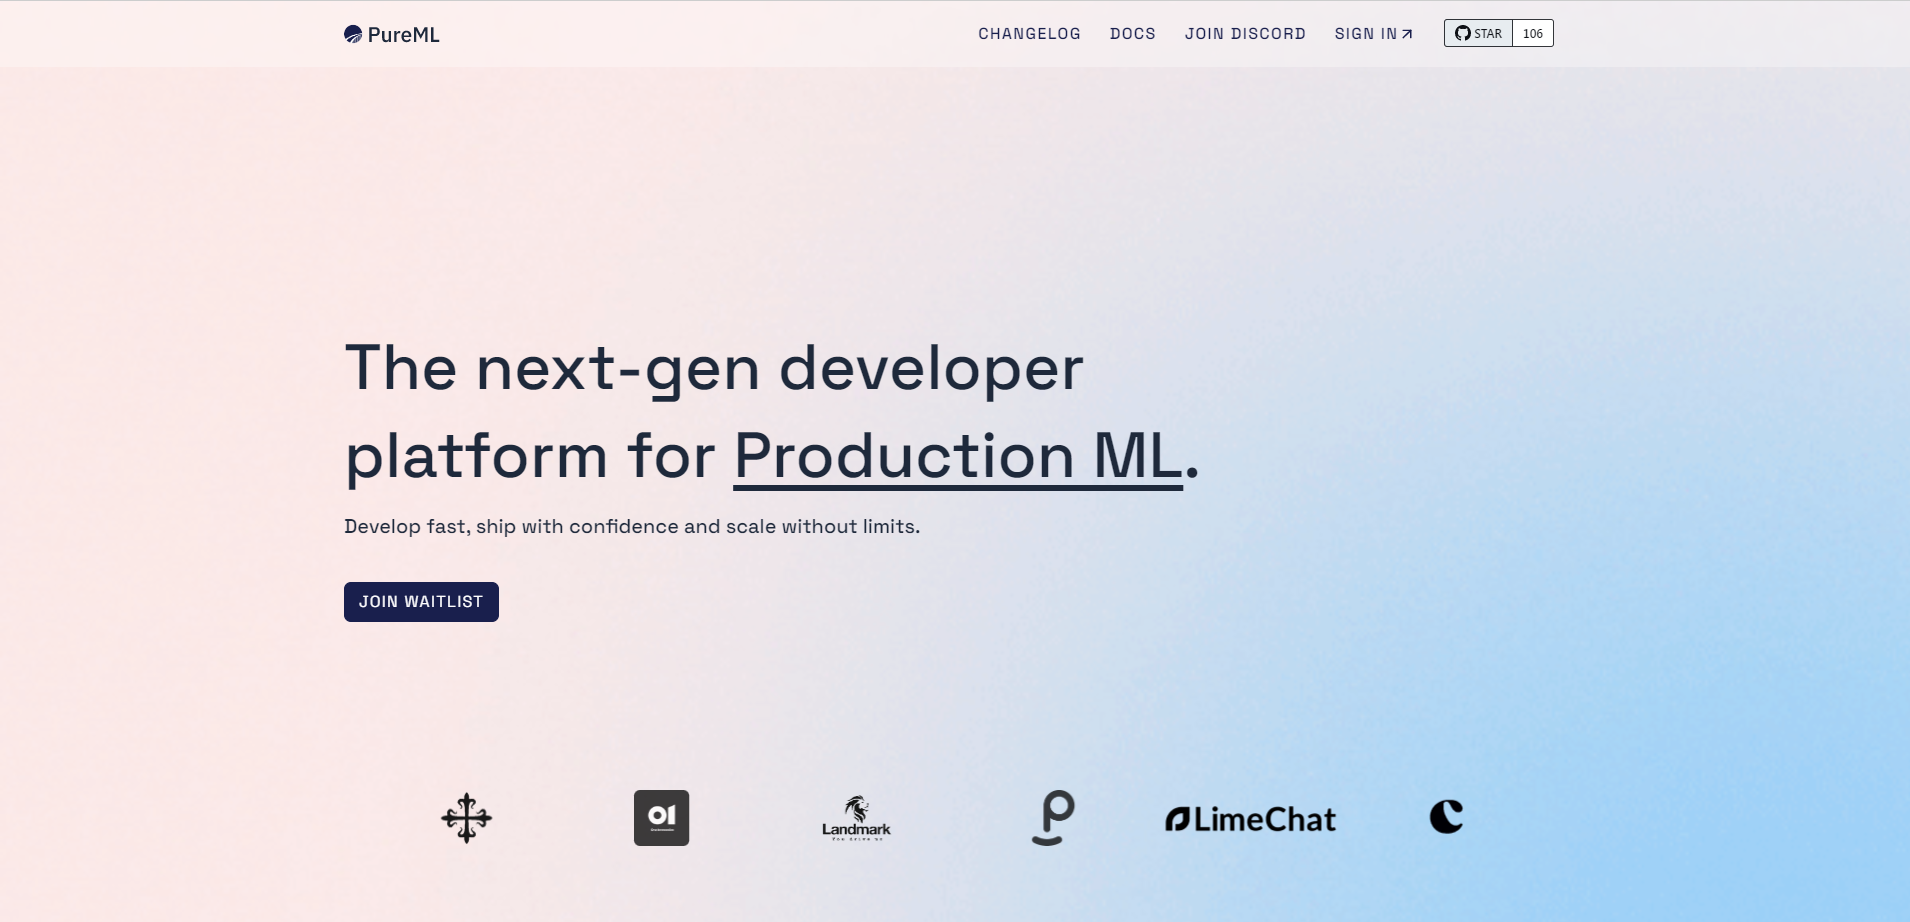 PureML
CHANGELOG
DOCS
JOIN DISCORD
SIGN IN
STAR
106
The next-gen developer
platform for Production ML.
Develop fast, ship with confidence and scale without limits.
JOIN WAITLIST
01
Landmark
LimeChat